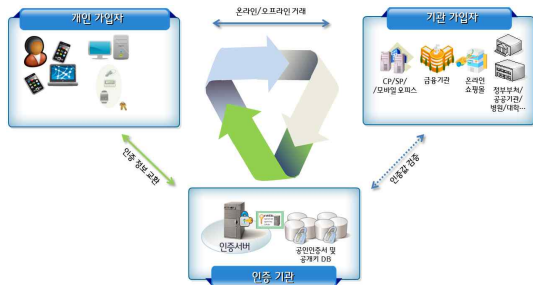 개인 가입자
온라인/오프라인 거래
기관 가입자
CP/SP/
/모바일 오피스
금융기관
온라인
쇼핑몰
정부부처/
공공기관/
병원/대학...
인증 정보 교환
인증값 검증
인증서버
공인인증서 및
공개키 DB
인증 기관